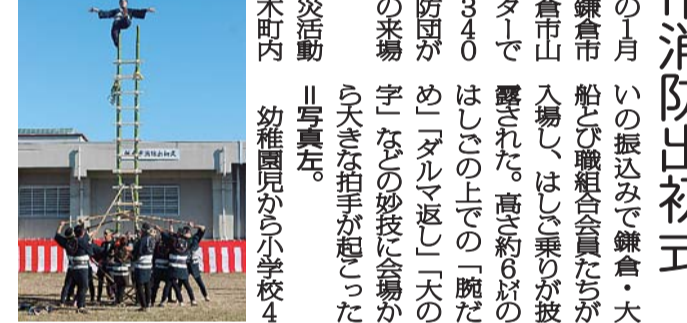 消防出初式
の1月
鎌倉市
倉市山
ターで
340
防団が
の来場
災活動
木町内
いの振込みで鎌倉・大
船とび職組合会員たちが
入場し、はしご乗りが披
露された。高さ約6㍍の
はしごの上での「腕だ
め」「ダルマ返し」「大の
字」などの妙技に会場か
ら大きな拍手が起こった
＝写真左。
幼稚園児から小学校4